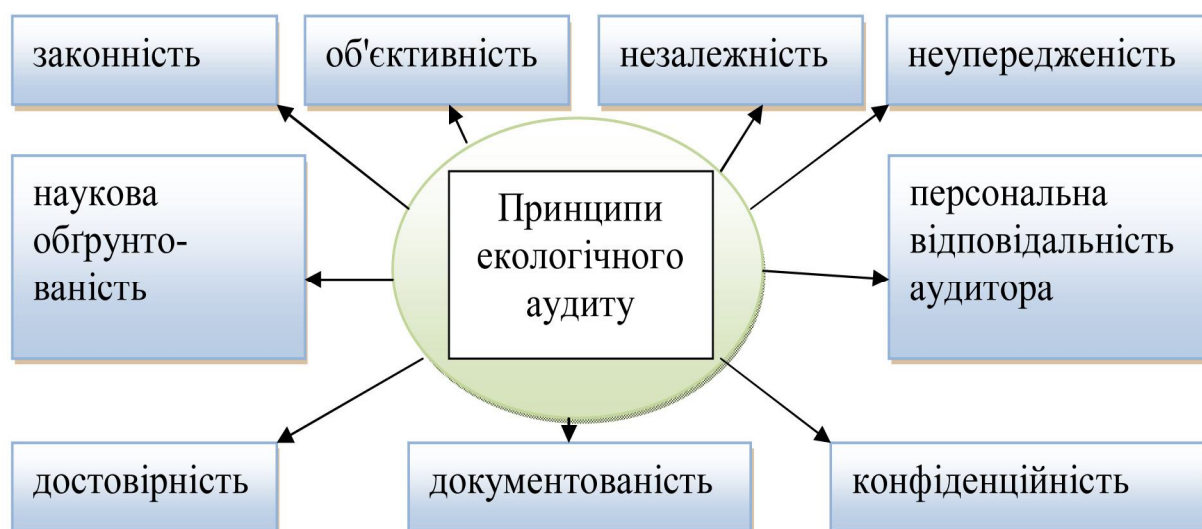 законність
об'єктивність
незалежність
неупередженість
наукова
обґрунто-
ваність
Принципи
екологічного
аудиту
персональна
відповідальність
аудитора
достовірність
документованість
конфіденційність